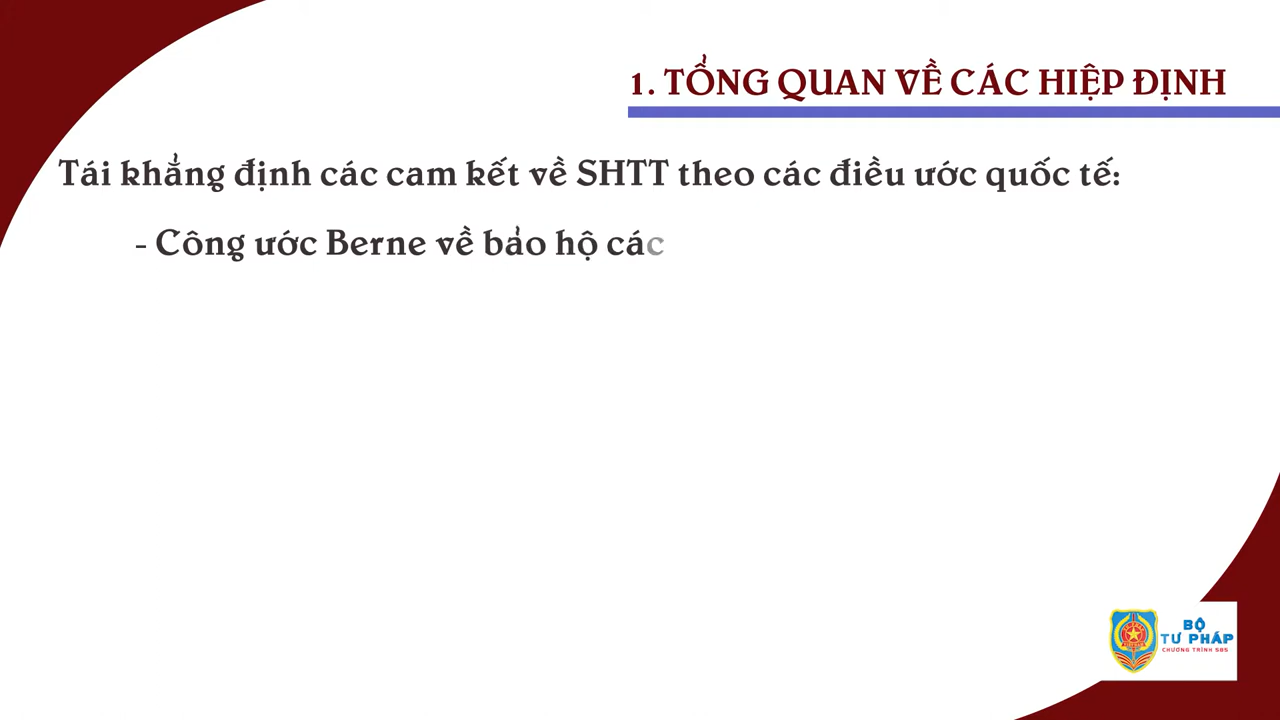 1. TỔNG QUAN VỀ CÁC HIỆP ĐỊNH
Tái khẳng định các cam kết về SHTT theo các điều ước quốc tế:
- Công ước Berne về bảo hộ các
BỘ
TƯ PHÁP
CHƯƠNG TRÌNH 585